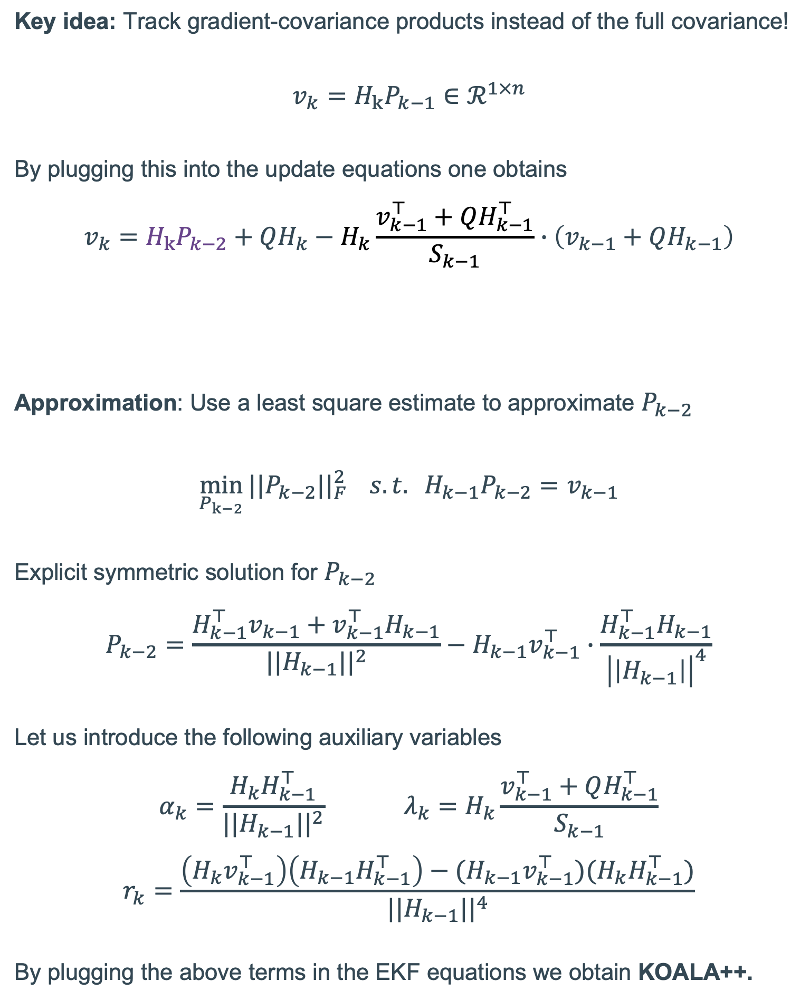 Key idea: Track gradient-covariance products instead of the full covariance!
$v_k = H_{\mathrm{k}} P_{k-1} \in \mathcal{R}^{1 \times n}$
By plugging this into the update equations one obtains
$v_k = H_{\mathrm{k}} P_{k-2} + Q H_k - H_k \frac{v_{k-1}^\top + Q H_{k-1}^\top}{S_{k-1}} \cdot (v_{k-1} + Q H_{k-1})$
Approximation: Use a least square estimate to approximate $P_{k-2}$
$\min_{P_{\mathrm{k}-2}} ||P_{k-2}||_F^2 \quad s.t. \quad H_{k-1} P_{k-2} = v_{k-1}$
Explicit symmetric solution for $P_{k-2}$
$P_{k-2} = \frac{H_{k-1}^\top v_{k-1} + v_{k-1}^\top H_{k-1}}{||H_{k-1}||^2} - H_{k-1} v_{k-1}^\top \cdot \frac{H_{k-1}^\top H_{k-1}}{||H_{k-1}||^4}$
Let us introduce the following auxiliary variables
$\alpha_k = \frac{H_k H_{k-1}^\top}{||H_{k-1}||^2} \qquad \lambda_k = H_k \frac{v_{k-1}^\top + Q H_{k-1}^\top}{S_{k-1}}$
$r_k = \frac{(H_k v_{k-1}^\top)(H_{k-1} H_{k-1}^\top) - (H_{k-1} v_{k-1}^\top)(H_k H_{k-1}^\top)}{||H_{k-1}||^4}$
By plugging the above terms in the EKF equations we obtain KOALA++.